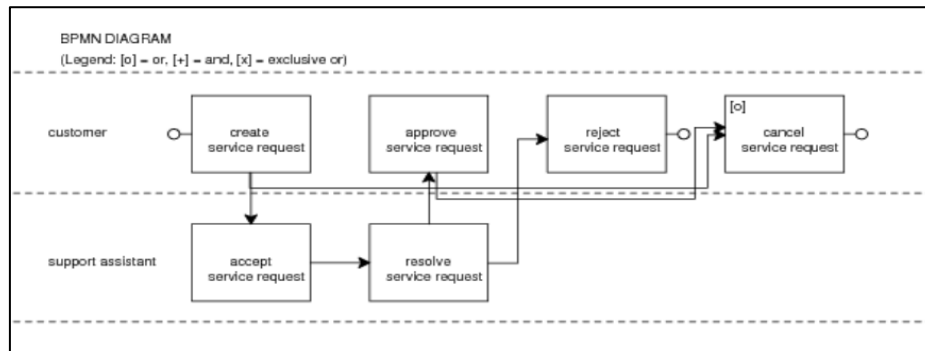 BPMN DIAGRAM
(Legend: [o] = or, [+] = and, [x] = exclusive or)
customer
create
service request
approve
service request
reject
service request
[o]
cancel
service request
support assistant
accept
service request
resolve
service request